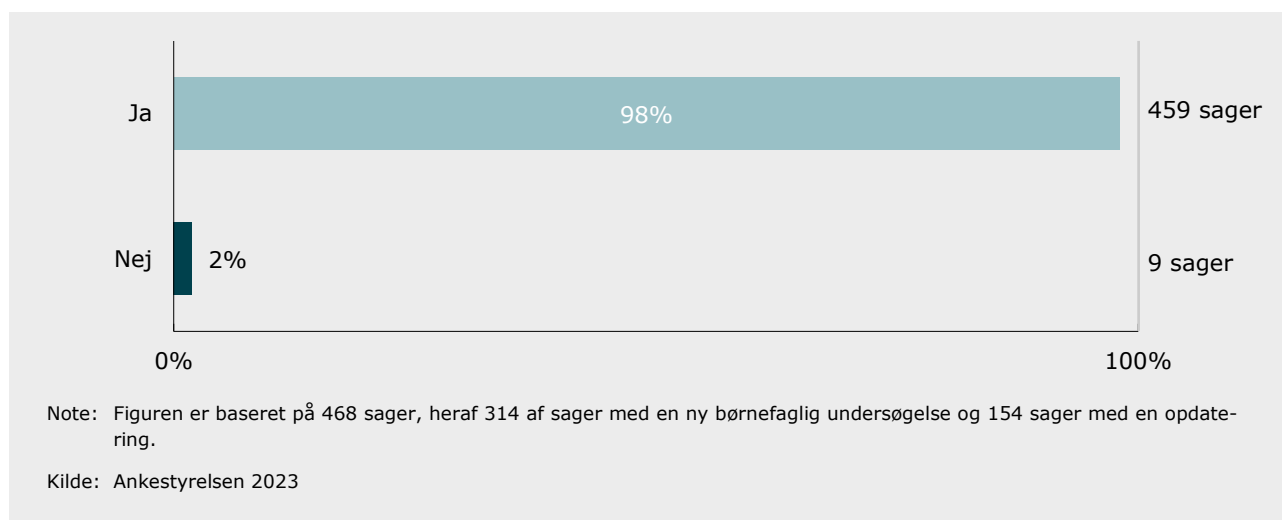 Ja
98%
459 sager
Nej
2%
9 sager
0%
100%
Note: Figuren er baseret på 468 sager, heraf 314 af sager med en ny børnefaglig undersøgelse og 154 sager med en opdate-
ring.
Kilde: Ankestyrelsen 2023